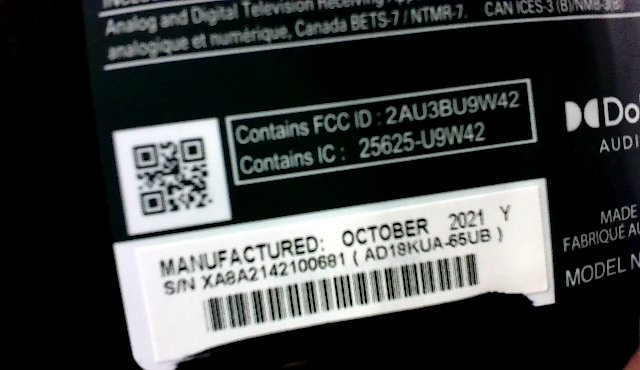 Analog and Digital Television Receiving
analogique et numérique, Canada BETS-7 / NTMR-7. CAN ICES-3 (B)/NMB-3(B)
Contains FCC ID : 2AU3BU9W42
Contains IC : 25625-U9W42
AUDI
MANUFACTURED: OCTOBER 2021 Y
S/N XA8A2142100681 ( AD18KUA-65UB )
MADE
FABRIQUÉ AU
MODEL N